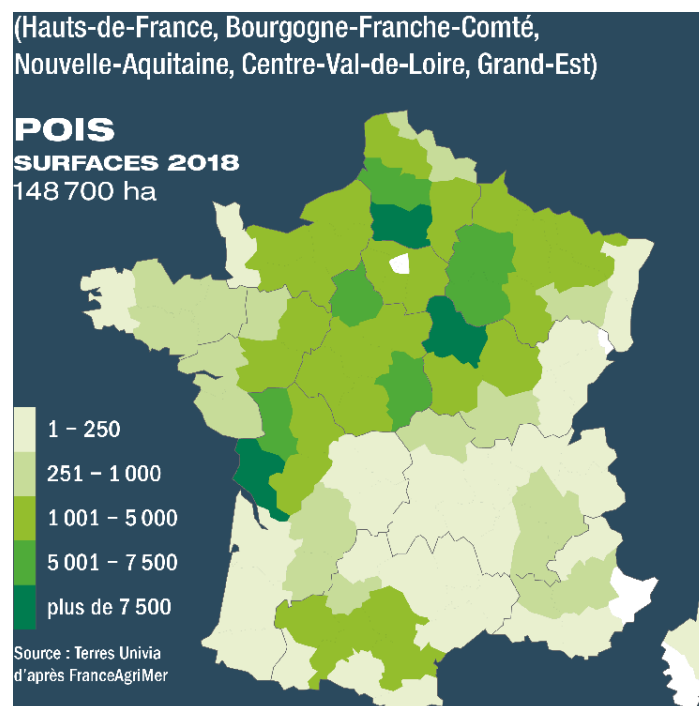 (Hauts-de-France, Bourgogne-Franche-Comté,
Nouvelle-Aquitaine, Centre-Val-de-Loire, Grand-Est)
POIS
SURFACES 2018
148 700 ha
1 – 250
251 – 1 000
1 001 – 5 000
5 001 – 7 500
plus de 7 500
Source : Terres Univia
d'après FranceAgriMer